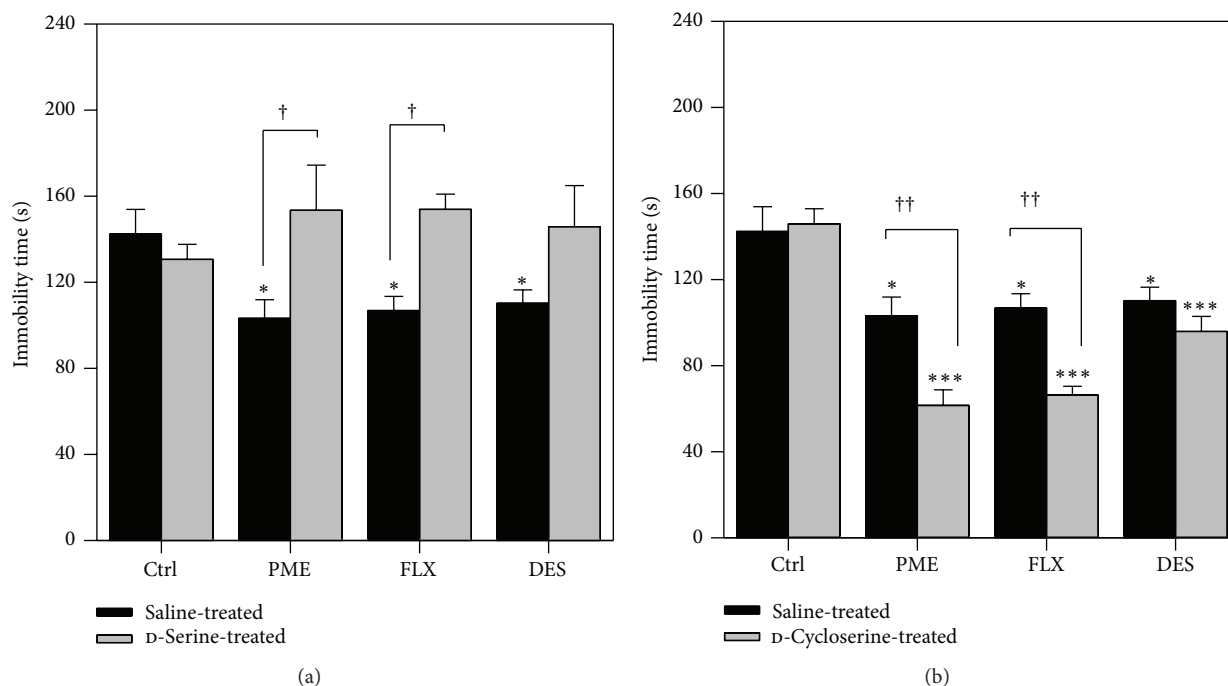 240
200
160
120
80
40
0
Immobility time (s)
†
†
*
*
*
Ctrl
PME
FLX
DES
Saline-treated
D-Serine-treated
(a)
240
200
160
120
80
40
0
Immobility time (s)
††
††
*
*
*
***
***
***
Ctrl
PME
FLX
DES
Saline-treated
D-Cycloserine-treated
(b)